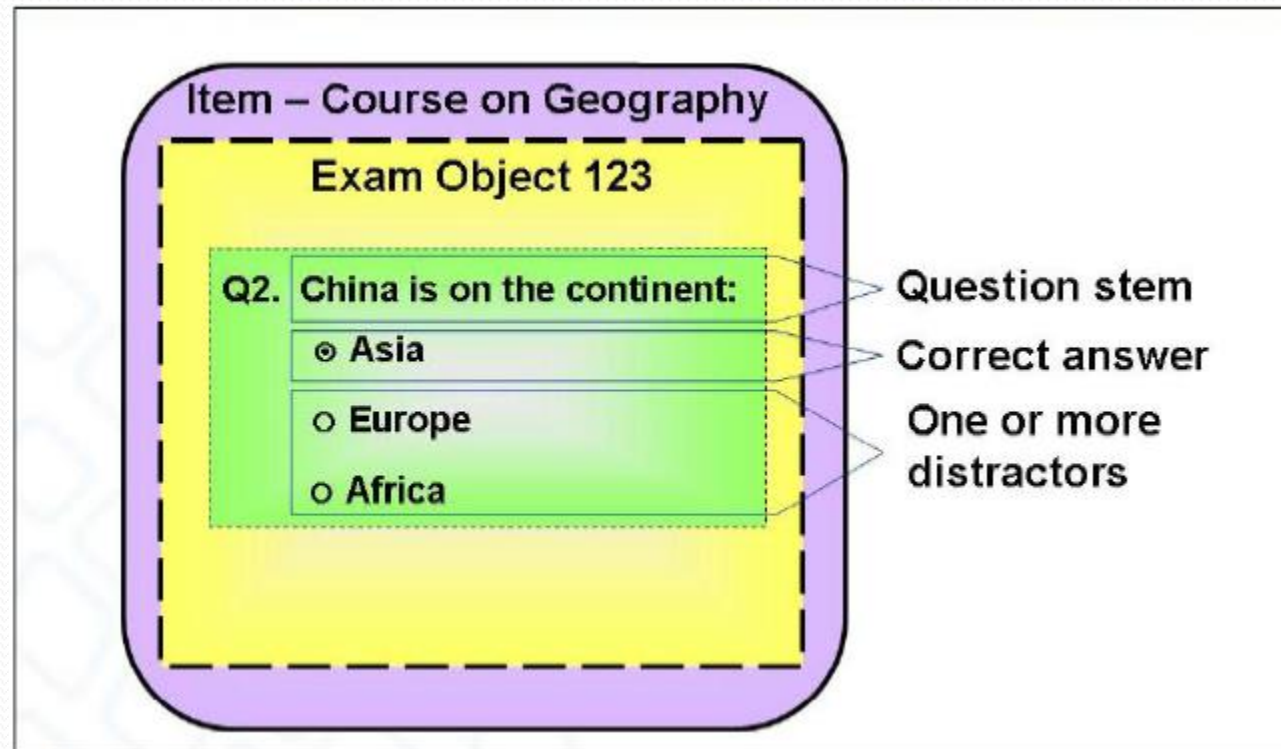 Item – Course on Geography
Exam Object 123
Q2. China is on the continent:
Asia
Europe
Africa
Question stem
Correct answer
One or more
distractors